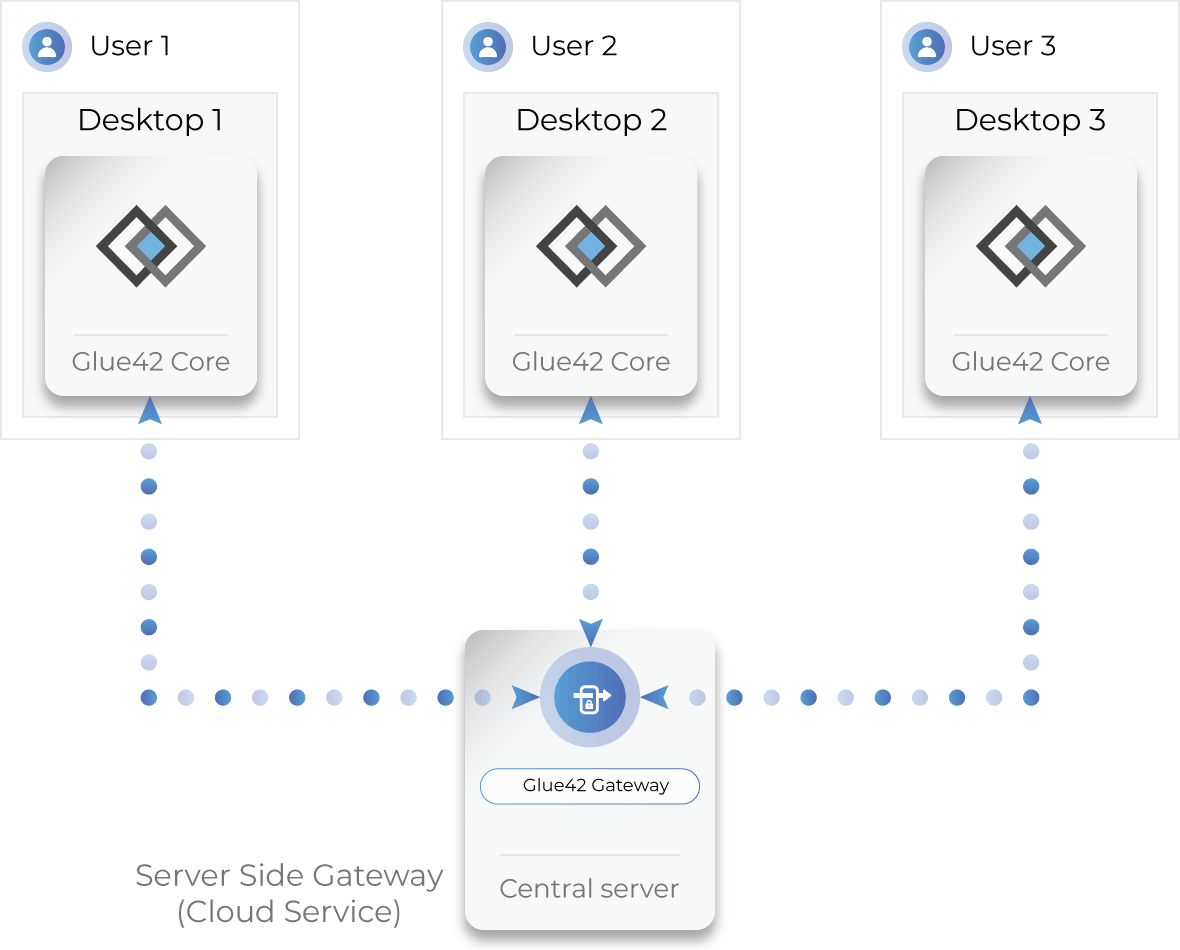 User 1
User 2
User 3
Desktop 1
Desktop 2
Desktop 3
Glue42 Core
Glue42 Core
Glue42 Core
Glue42 Gateway
Central server
Server Side Gateway
(Cloud Service)